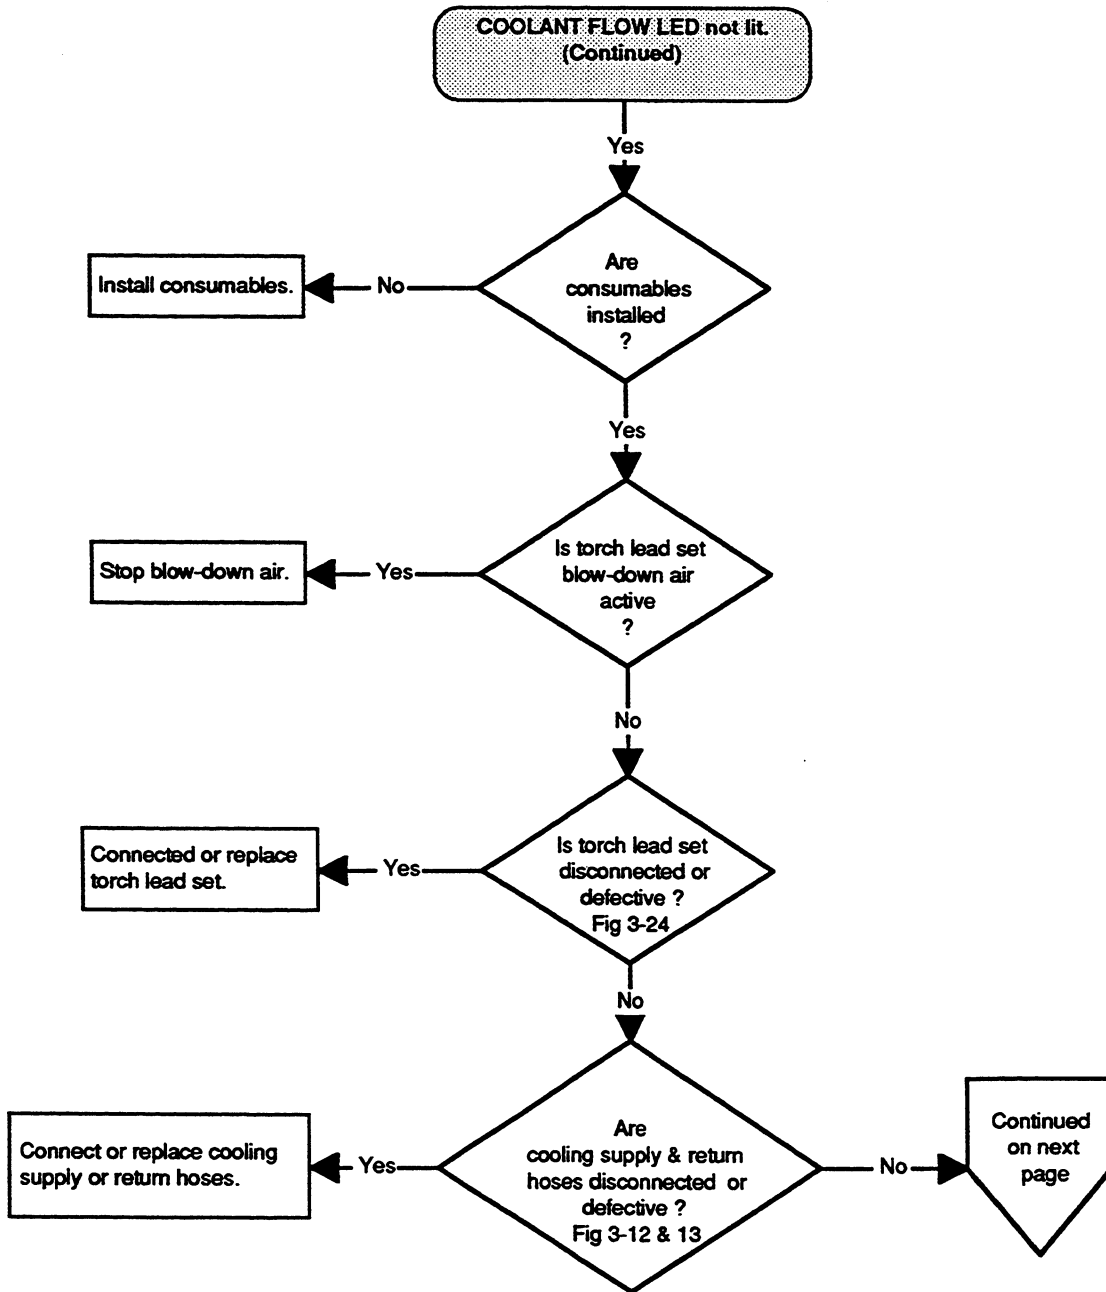 COOLANT FLOW LED not lit.
(Continued)
Yes
Are
consumables
installed
?
No
Install consumables.
Yes
Is torch lead set
blow-down air
active
?
Yes
Stop blow-down air.
No
Is torch lead set
disconnected or
defective ?
Fig 3-24
Yes
Connected or replace
torch lead set.
No
Are
cooling supply & return
hoses disconnected or
defective ?
Fig 3-12 & 13
Yes
Connect or replace cooling
supply or return hoses.
No
Continued
on next
page